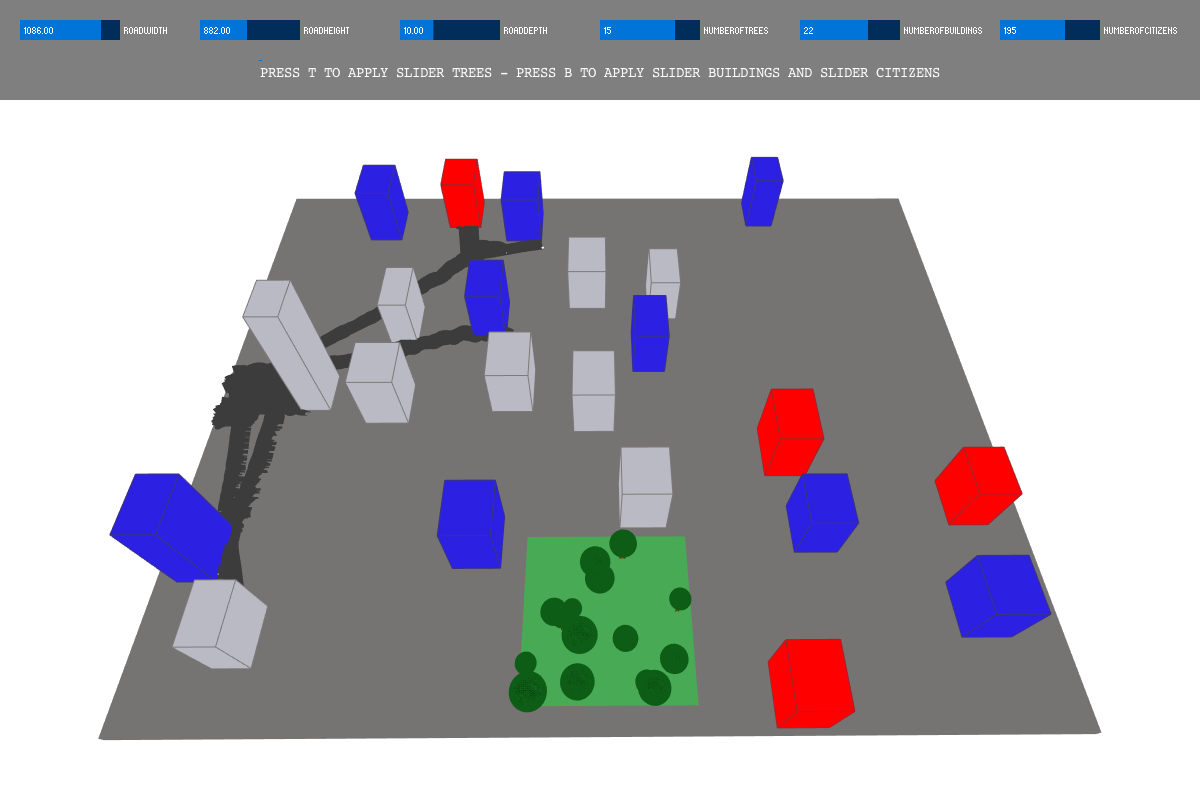 1086.00 ROADWIDTH 882.00 ROADHEIGHT 10.00 ROADDEPTH 15 NUMBEROFTREES 22 NUMBEROFBUILDINGS 195 NUMBEROFCITIZENS
PRESS T TO APPLY SLIDER TREES - PRESS B TO APPLY SLIDER BUILDINGS AND SLIDER CITIZENS